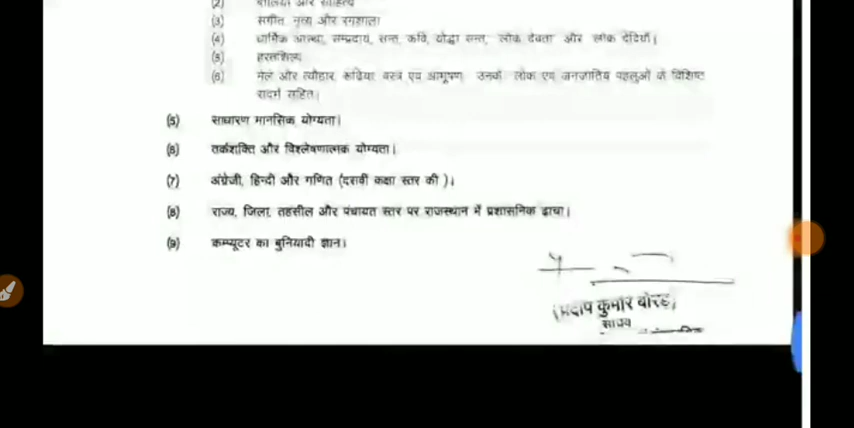 (2) बोलियां और साहित्य
(3) संगीत, नृत्य और रंगशाला
(4) धार्मिक आस्था, सम्प्रदाय, सन्त, कवि, योद्धा सन्त, लोक देवता और लोक देवियाँ।
(5) हस्तशिल्प
(6) मेले और त्यौहार, रूढ़िया वस्त्र एवं आभूषण उनके लोक एवं जनजातिय पहलुओं के विशिष्ट
संदर्भ सहित।
(5) साधारण मानसिक योग्यता।
(6) तर्कशक्ति और विश्लेषणात्मक योग्यता।
(7) अंग्रेजी, हिन्दी और गणित (दसवीं कक्षा स्तर की )।
(8) राज्य, जिला, तहसील और पंचायत स्तर पर राजस्थान में प्रशासनिक ढ़ाचा।
(9) कम्प्यूटर का बुनियादी ज्ञान।
(प्रदीप कुमार बोरड़)